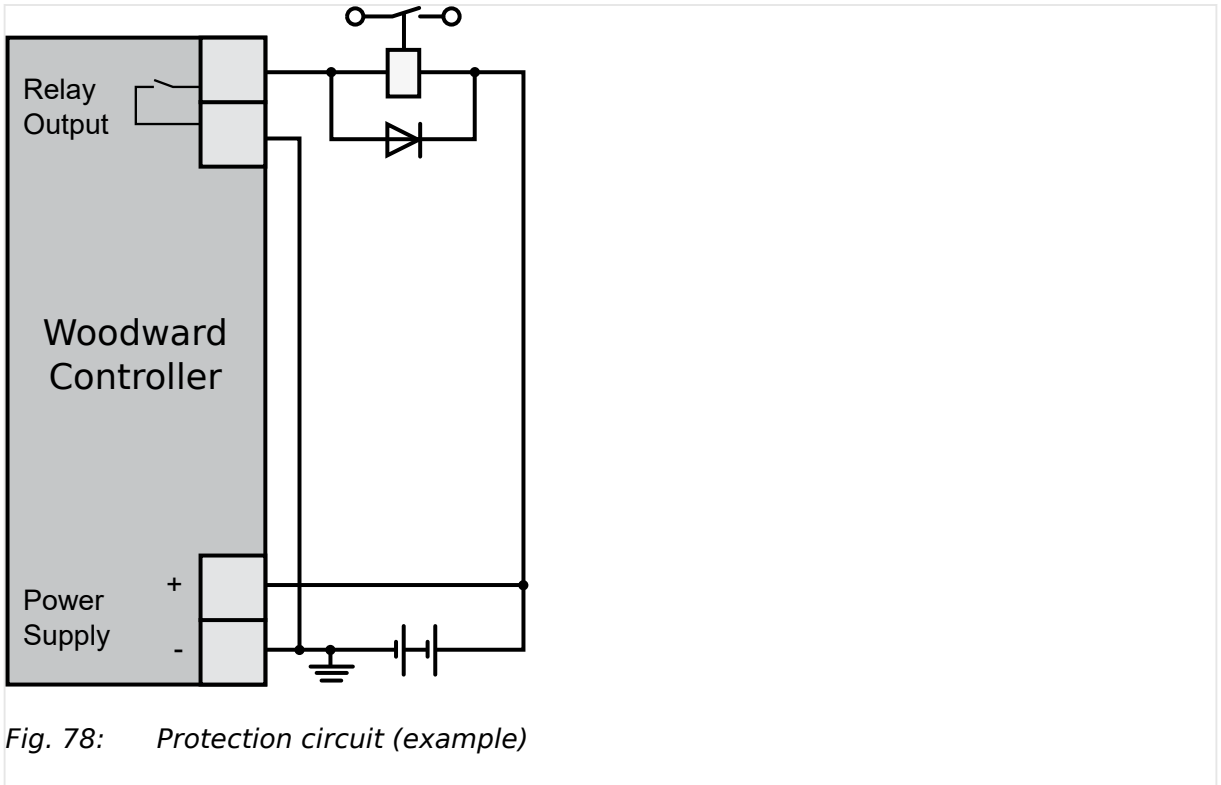 Relay
Output
Woodward
Controller
+
Power
Supply
-
Fig. 78: Protection circuit (example)